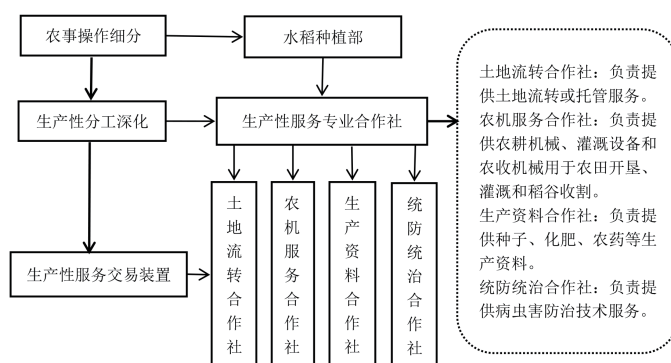 农事操作细分
水稻种植部
生产性分工深化
生产性服务专业合作社
生产性服务交易装置
土地流转合作社
农机服务合作社
生产资料合作社
统防统治合作社
土地流转合作社：负责提
供土地流转或托管服务。
农机服务合作社：负责提
供农耕机械、灌溉设备和
农收机械用于农田开垦、
灌溉和稻谷收割。
生产资料合作社：负责提
供种子、化肥、农药等生
产资料。
统防统治合作社：负责提
供病虫害防治技术服务。